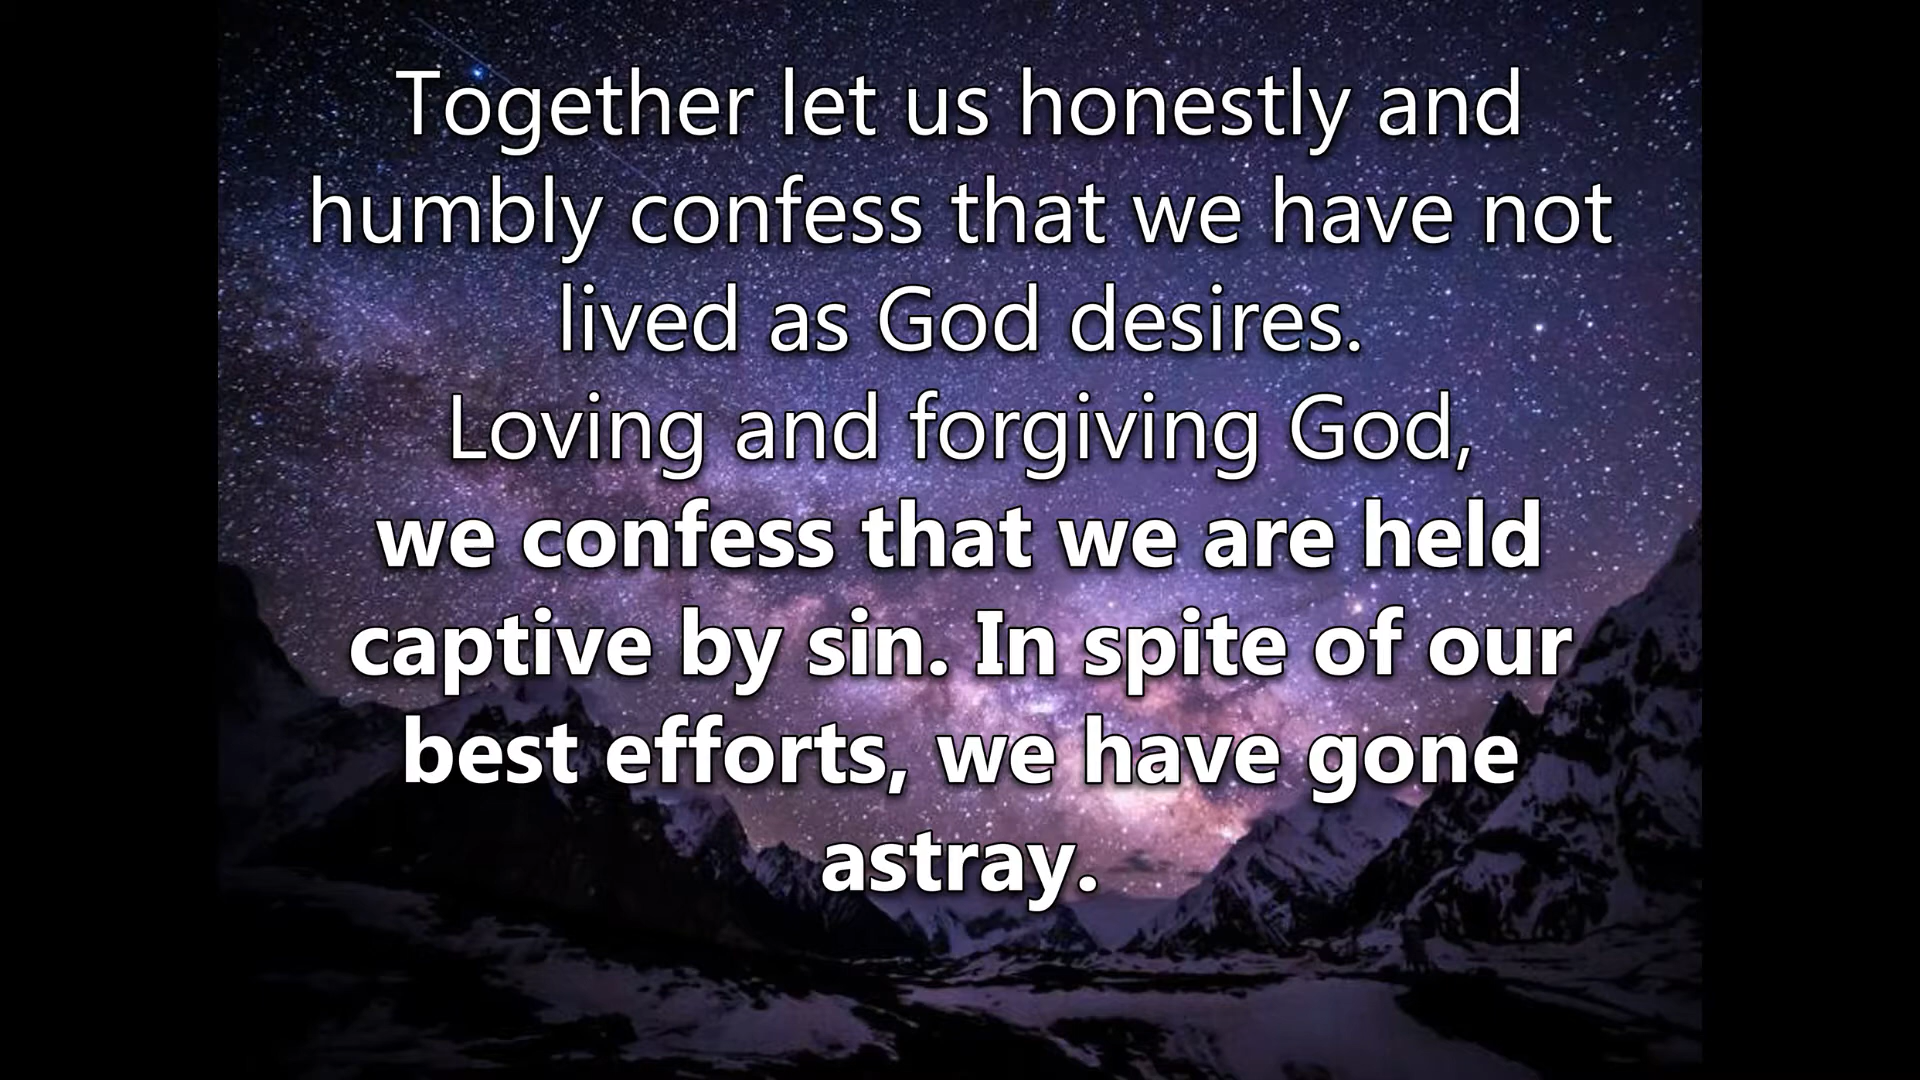 Together let us honestly and
humbly confess that we have not
lived as God desires.
Loving and forgiving God,
we confess that we are held
captive by sin. In spite of our
best efforts, we have gone
astray.